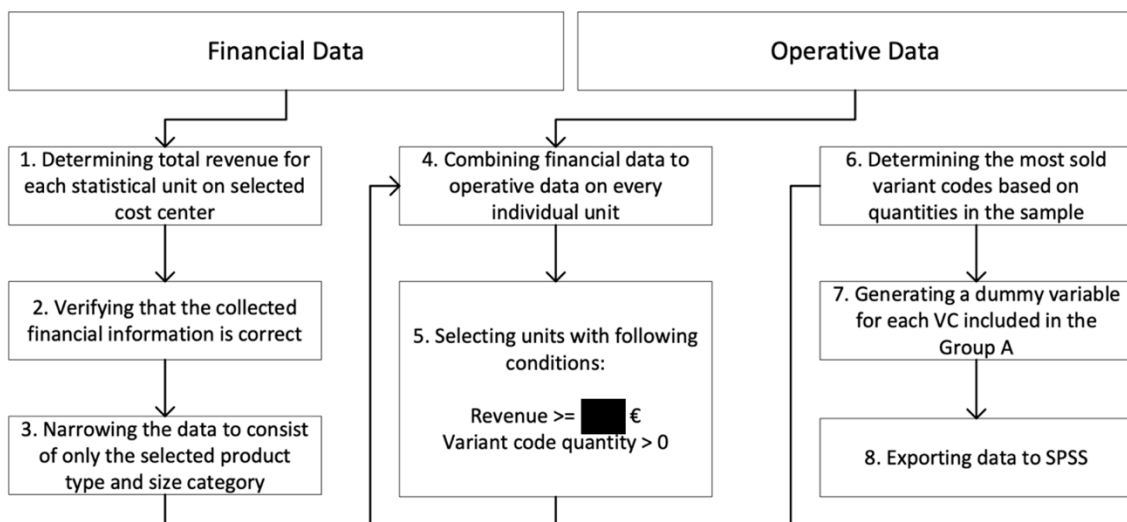 Financial Data
Operative Data
1. Determining total revenue for
each statistical unit on selected
cost center
2. Verifying that the collected
financial information is correct
3. Narrowing the data to consist
of only the selected product
type and size category
4. Combining financial data to
operative data on every
individual unit
5. Selecting units with following
conditions:
Revenue >= €
Variant code quantity > 0
6. Determining the most sold
variant codes based on
quantities in the sample
7. Generating a dummy variable
for each VC included in the
Group A
8. Exporting data to SPSS